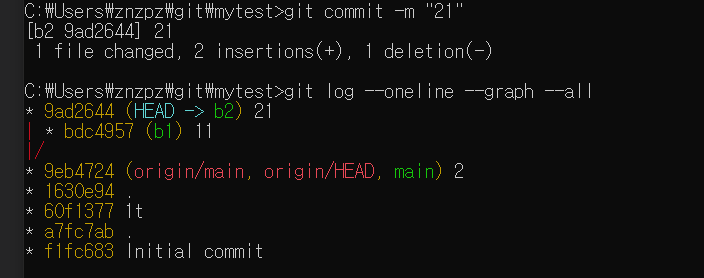 C:₩Users₩znzpz₩git₩mytest>git commit -m "21"
[b2 9ad2644] 21
 1 file changed, 2 insertions(+), 1 deletion(-)

C:₩Users₩znzpz₩git₩mytest>git log --oneline --graph --all
* 9ad2644 (HEAD -> b2) 21
| * bdc4957 (b1) 11
|/
* 9eb4724 (origin/main, origin/HEAD, main) 2
* 1630e94 .
* 60f1377 1t
* a7fc7ab .
* f1fc683 Initial commit